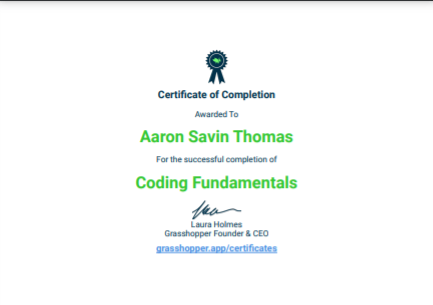 Certificate of Completion
Awarded To
Aaron Savin Thomas
For the successful completion of
Coding Fundamentals
Laura Holmes
Grasshopper Founder & CEO
grasshopper.app/certificates